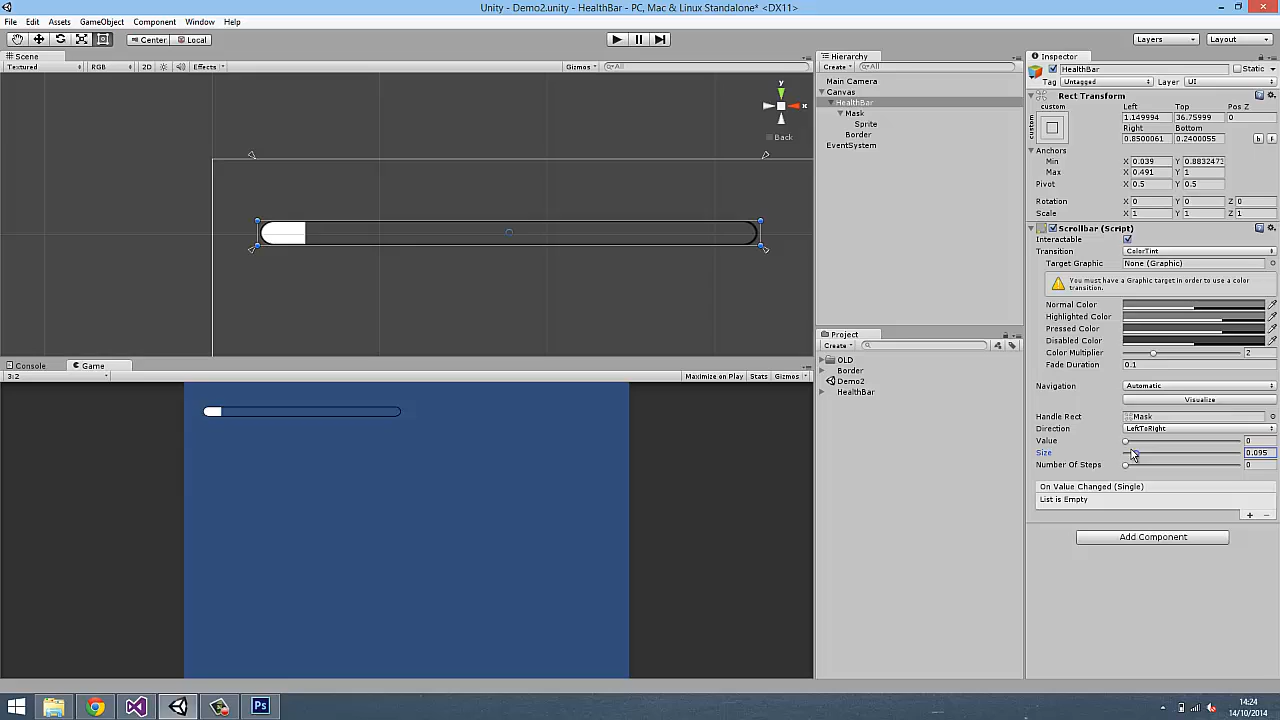 Unity - Demo2.unity - HealthBar - PC, Mac & Linux Standalone* <DX11>
File Edit Assets GameObject Component Window Help
Center Local
Layers Layout
Scene
Textured RGB 2D Effects Gizmos All
y
x
Back
Console Game
3:2 Maximize on Play Stats Gizmos
Hierarchy
Create All
Main Camera
Canvas
HealthBar
Mask
Sprite
Border
EventSystem
Project
Create
OLD
Border
Demo2
HealthBar
Inspector
HealthBar Static
Tag Untagged Layer UI
Rect Transform
custom Left Top Pos Z
custom 1.149994 36.75999 0
Right Bottom
0.8500061 0.2400055
Anchors
Min X 0.039 Y 0.8832473
Max X 0.491 Y 1
Pivot X 0.5 Y 0.5
Rotation X 0 Y 0 Z 0
Scale X 1 Y 1 Z 1
Scrollbar (Script)
Interactable
Transition ColorTint
Target Graphic None (Graphic)
You must have a Graphic target in order to use a color
transition.
Normal Color
Highlighted Color
Pressed Color
Disabled Color
Color Multiplier 2
Fade Duration 0.1
Navigation Automatic
Visualize
Handle Rect Mask
Direction LeftToRight
Value 0
Size 0.095
Number Of Steps 0
On Value Changed (Single)
List is Empty
Add Component
Ps
14:24
14/10/2014